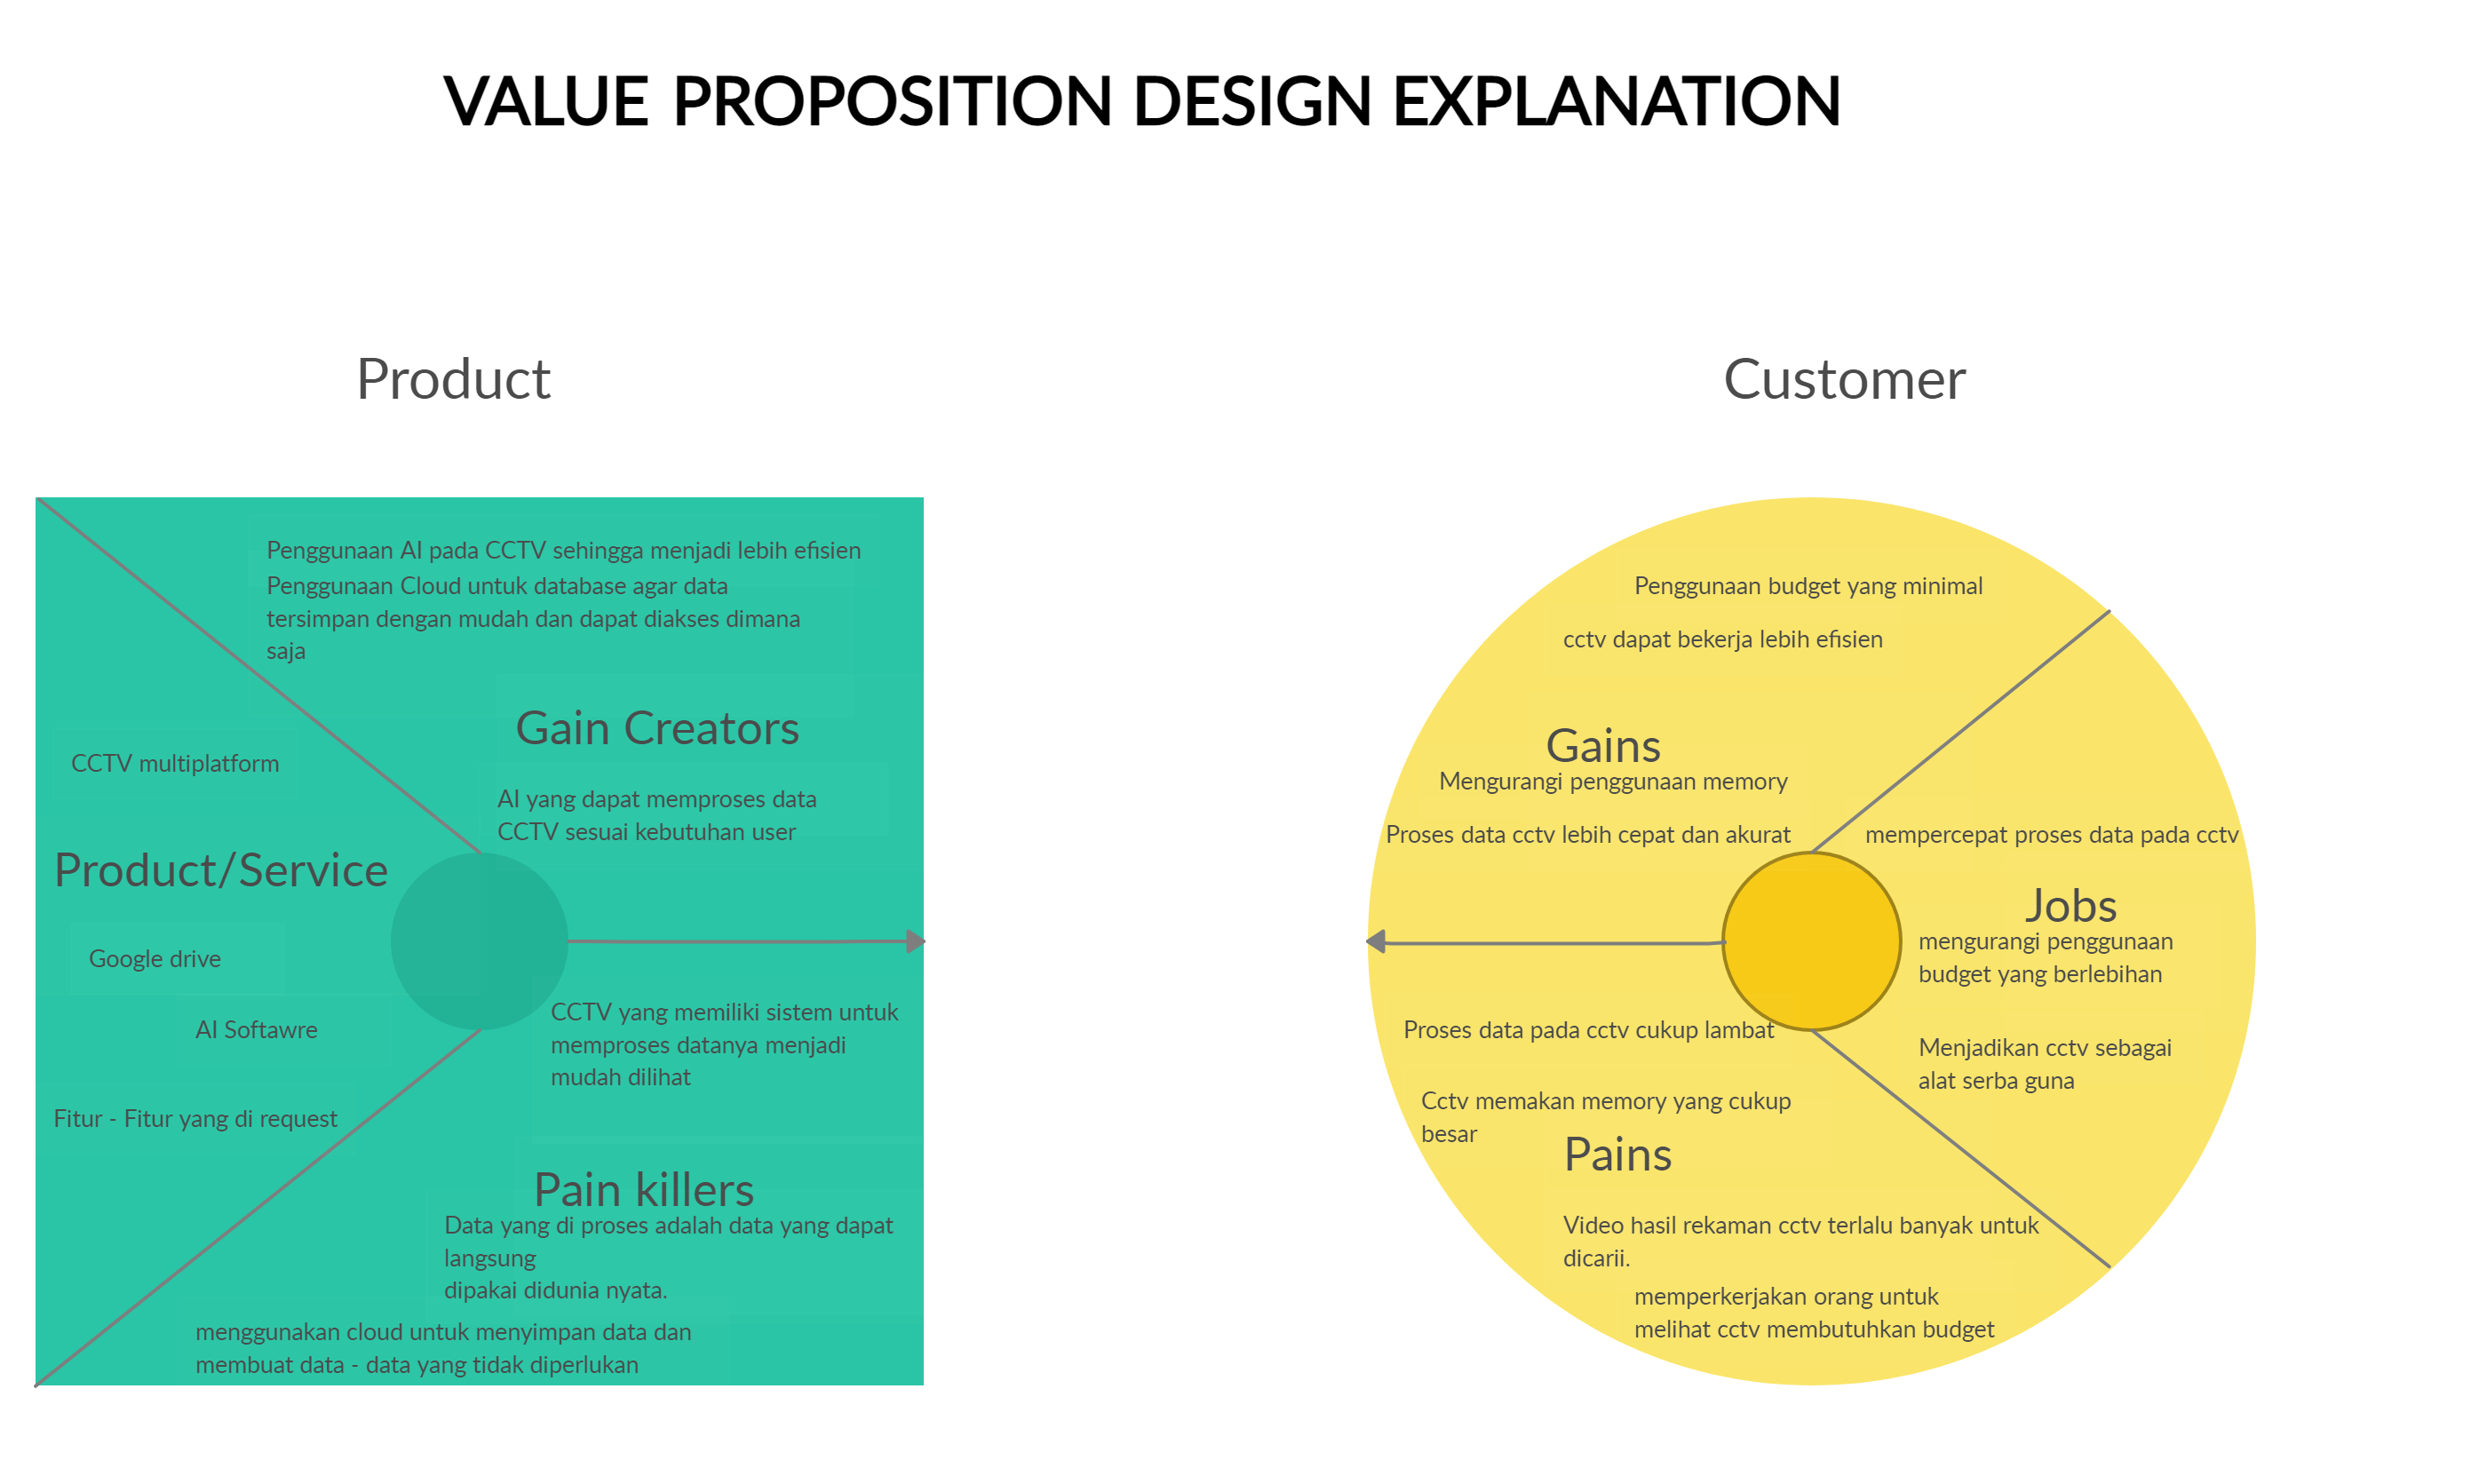 VALUE PROPOSITION DESIGN EXPLANATION
Product
Customer
Penggunaan AI pada CCTV sehingga menjadi lebih efisien
Penggunaan Cloud untuk database agar data
tersimpan dengan mudah dan dapat diakses dimana
saja
Gain Creators
AI yang dapat memproses data
CCTV sesuai kebutuhan user
CCTV multiplatform
Product/Service
Google drive
AI Softawre
Fitur - Fitur yang di request
CCTV yang memiliki sistem untuk
memproses datanya menjadi
mudah dilihat
Pain killers
Data yang di proses adalah data yang dapat
langsung
dipakai didunia nyata.
menggunakan cloud untuk menyimpan data dan
membuat data - data yang tidak diperlukan
Penggunaan budget yang minimal
cctv dapat bekerja lebih efisien
Gains
Mengurangi penggunaan memory
Proses data cctv lebih cepat dan akurat
mempercepat proses data pada cctv
Jobs
mengurangi penggunaan
budget yang berlebihan
Menjadikan cctv sebagai
alat serba guna
Proses data pada cctv cukup lambat
Cctv memakan memory yang cukup
besar
Pains
Video hasil rekaman cctv terlalu banyak untuk
dicarii.
memperkerjakan orang untuk
melihat cctv membutuhkan budget